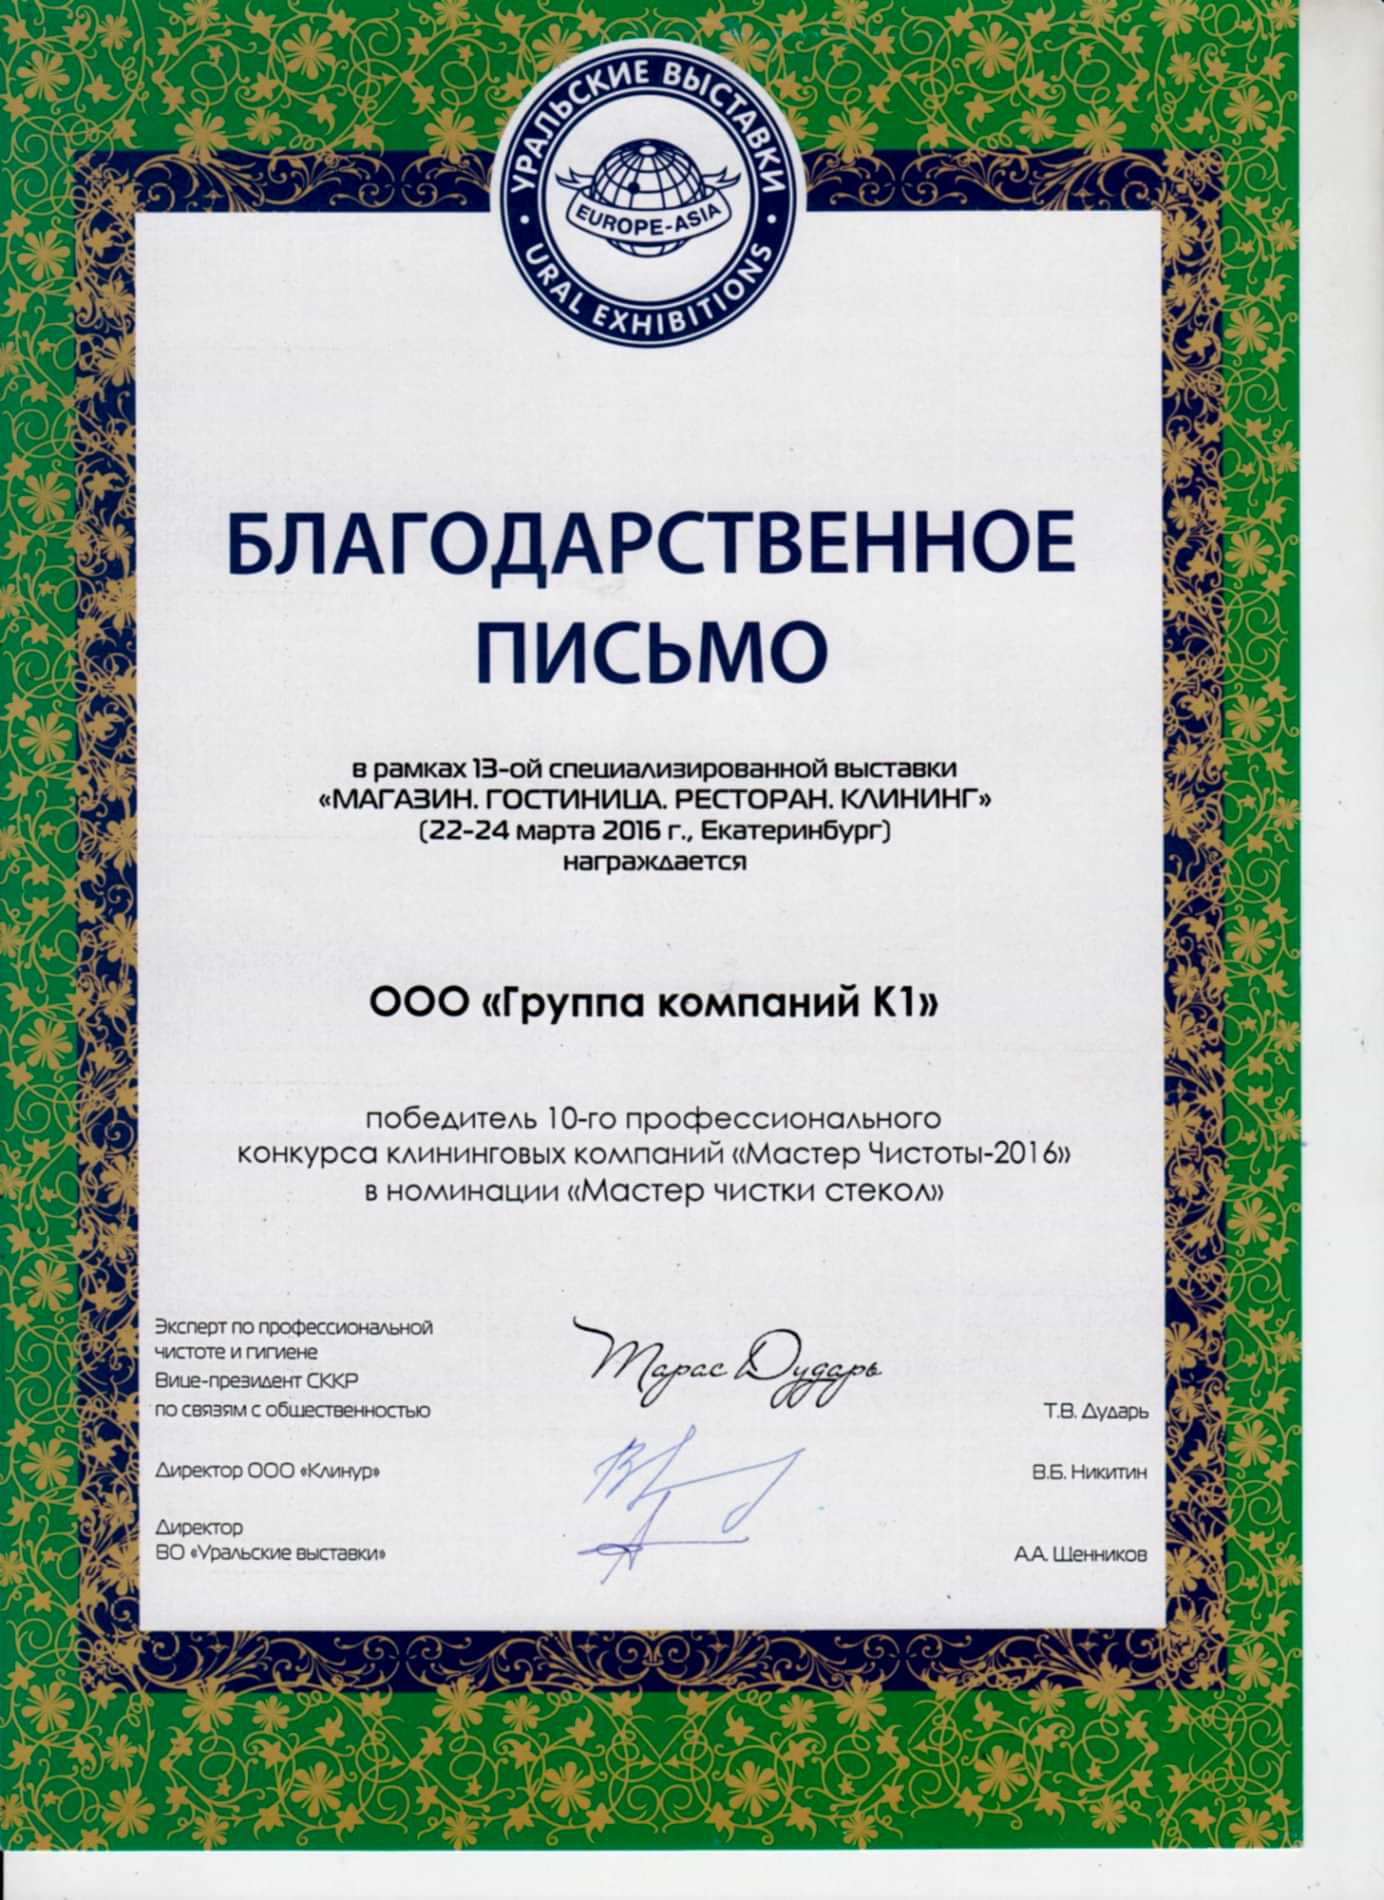 УРАЛЬСКИЕ ВЫСТАВКИ
EUROPE-ASIA
URAL EXHIBITIONS
БЛАГОДАРСТВЕННОЕ
ПИСЬМО
в рамках 13-ой специализированной выставки
«МАГАЗИН. ГОСТИНИЦА. РЕСТОРАН. КЛИНИНГ»
(22-24 марта 2016 г., Екатеринбург)
награждается
ООО «Группа компаний К1»
победитель 10-го профессионального
конкурса клининговых компаний «Мастер Чистоты-2016»
в номинации «Мастер чистки стекол»
Эксперт по профессиональной
чистоте и гигиене
Вице-президент СККР
по связям с общественностью
Тарас Дударь
Т.В. Дударь
Директор ООО «Клинур»
В.Б. Никитин
Директор
ВО «Уральские выставки»
А.А. Щенников